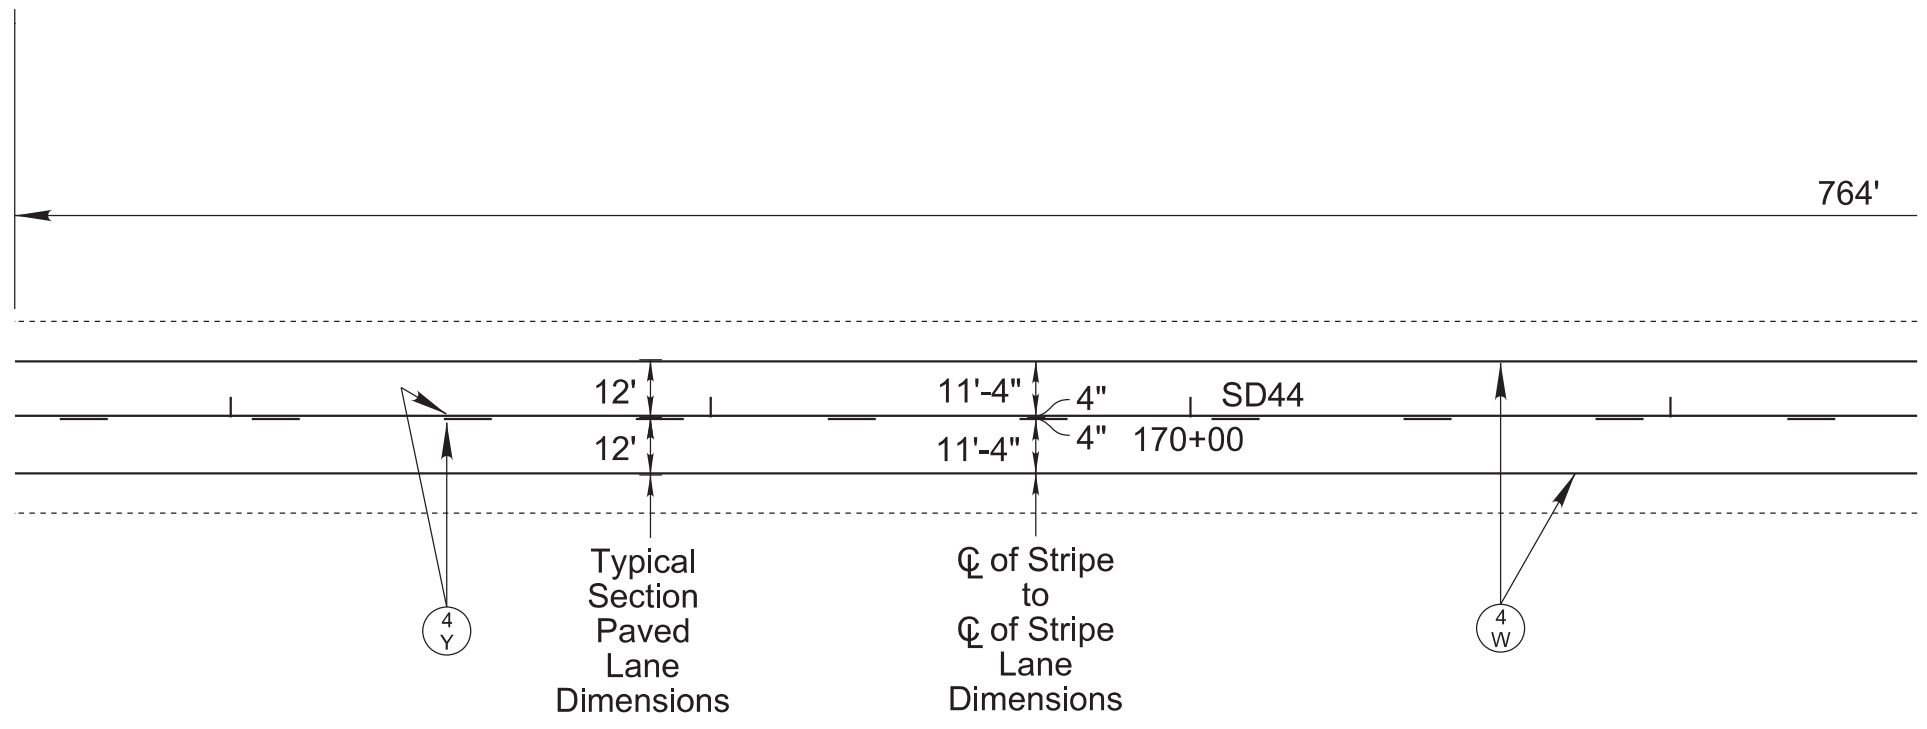 764'
12'
11'-4"
4"
SD44
12'
11'-4"
4"
170+00
Typical
Section
Paved
Lane
Dimensions
℄ of Stripe
to
℄ of Stripe
Lane
Dimensions
4
Y
4
W